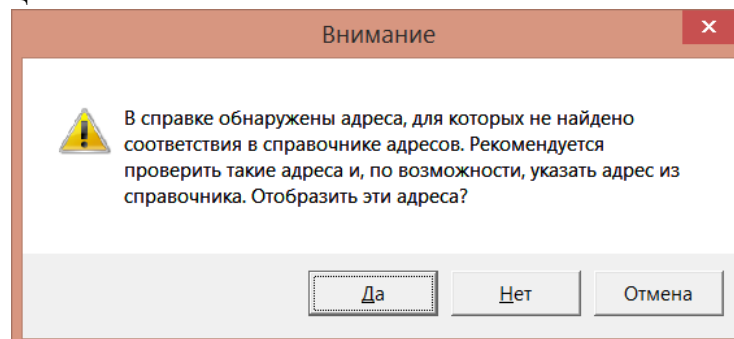 Внимание
В справке обнаружены адреса, для которых не найдено
соответствия в справочнике адресов. Рекомендуется
проверить такие адреса и, по возможности, указать адрес из
справочника. Отобразить эти адреса?
Да Нет Отмена